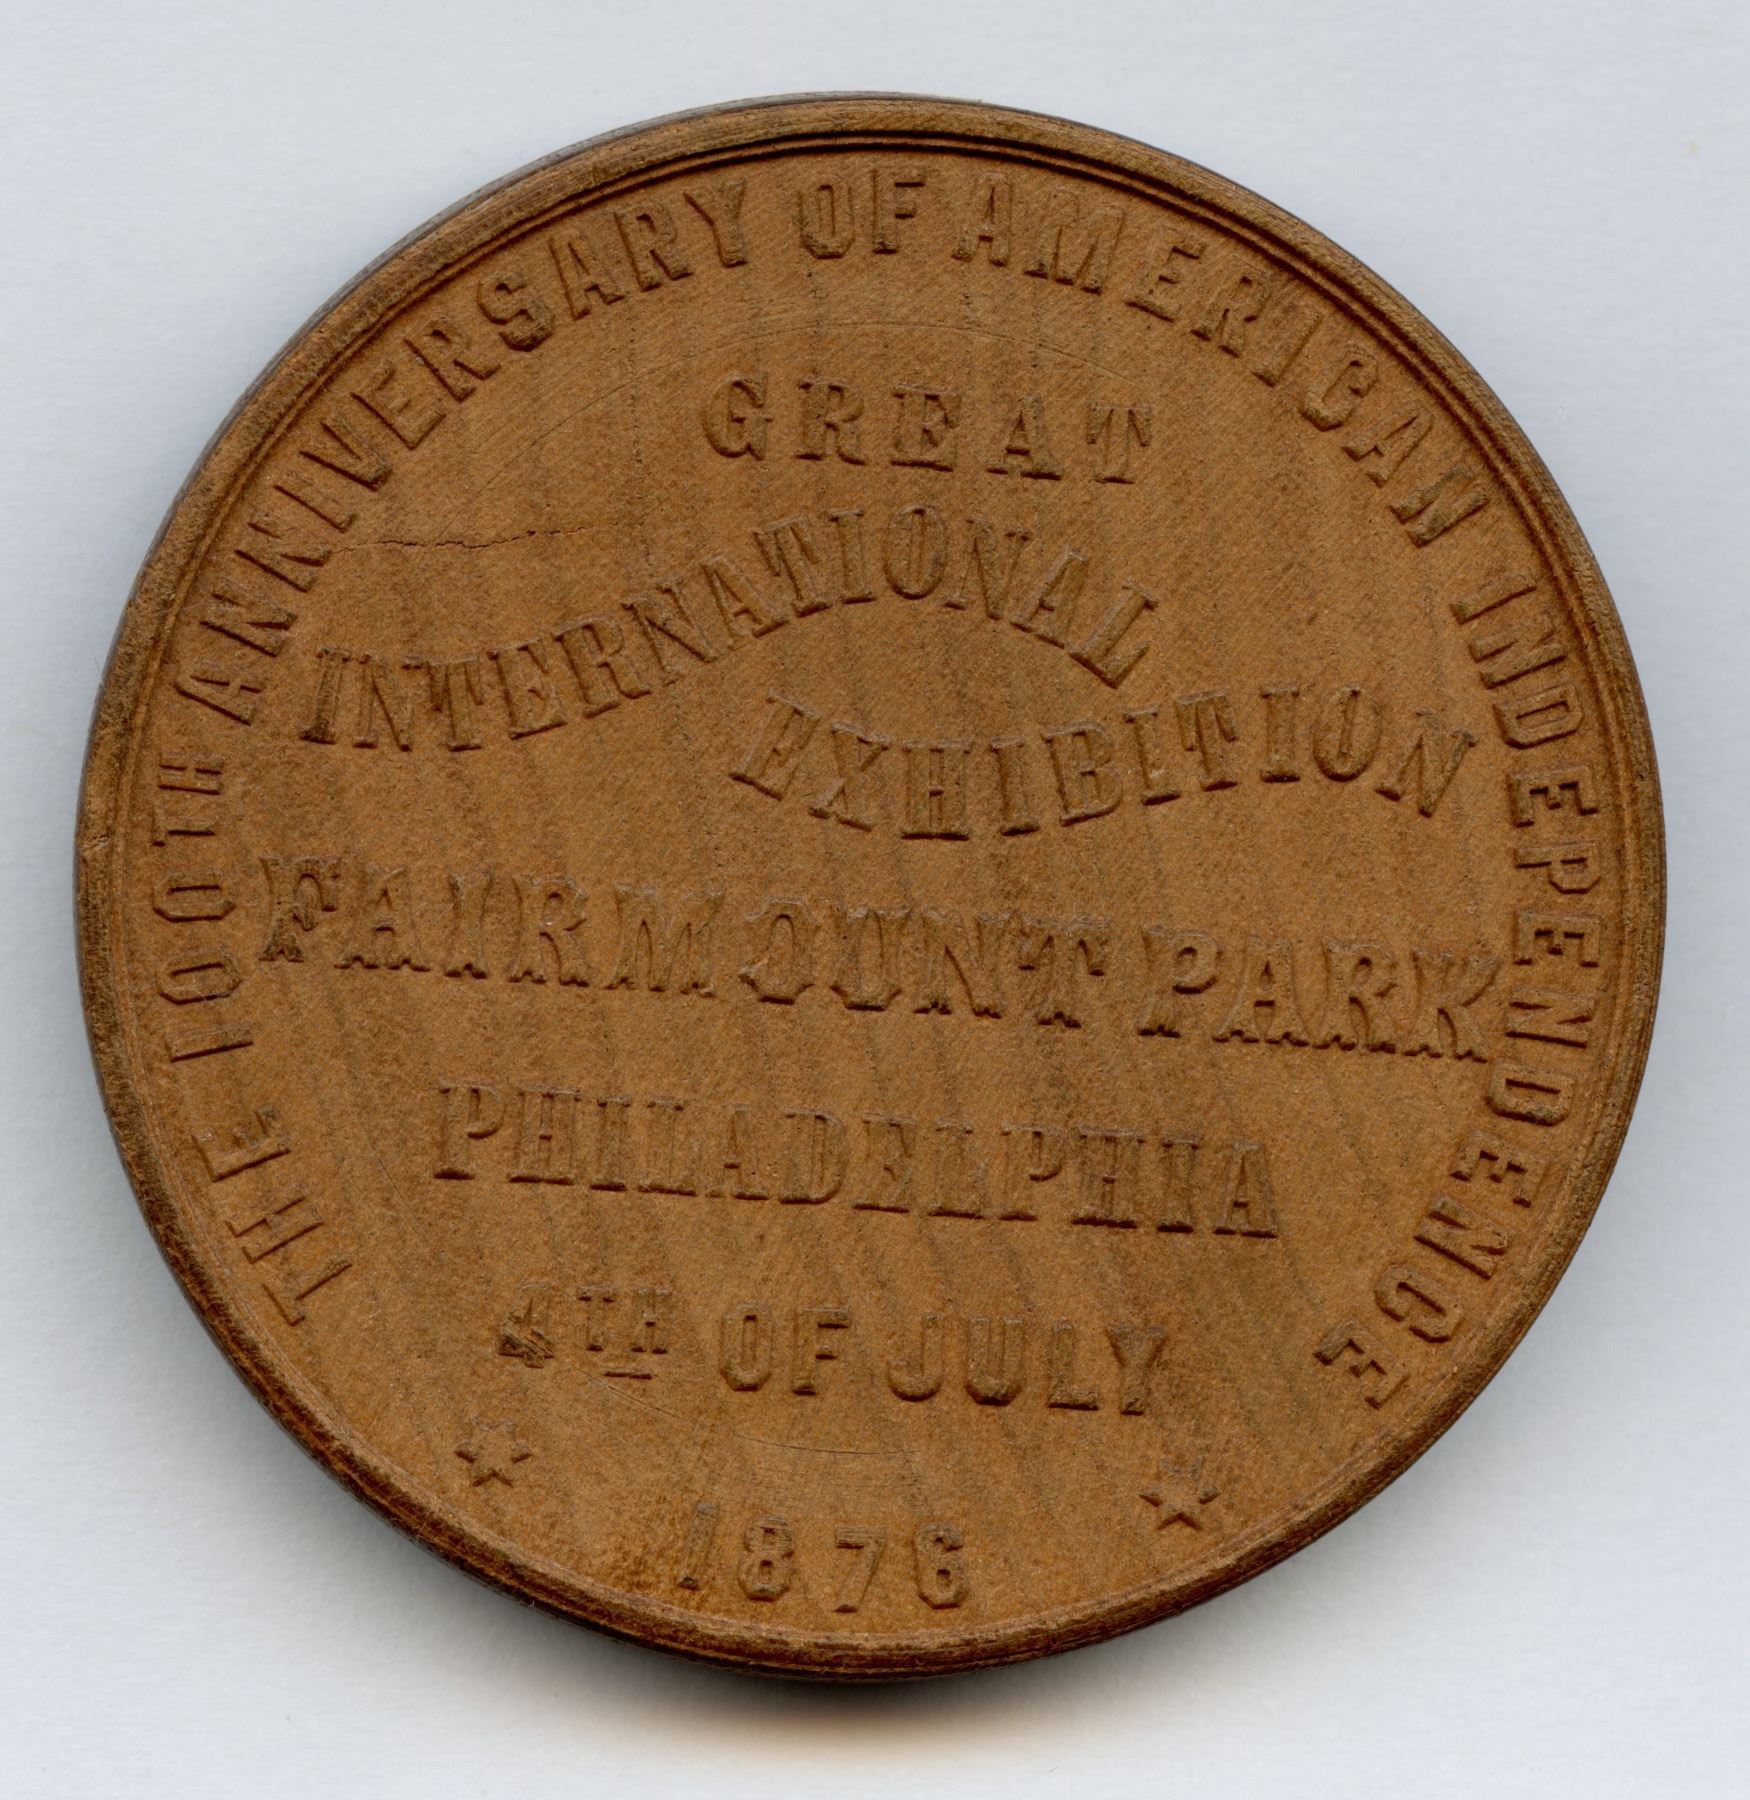 THE 100TH ANNIVERSARY OF AMERICAN INDEPENDENCE
GREAT
INTERNATIONAL
EXHIBITION
FAIRMOUNT PARK
PHILADELPHIA
4TH OF JULY
1876